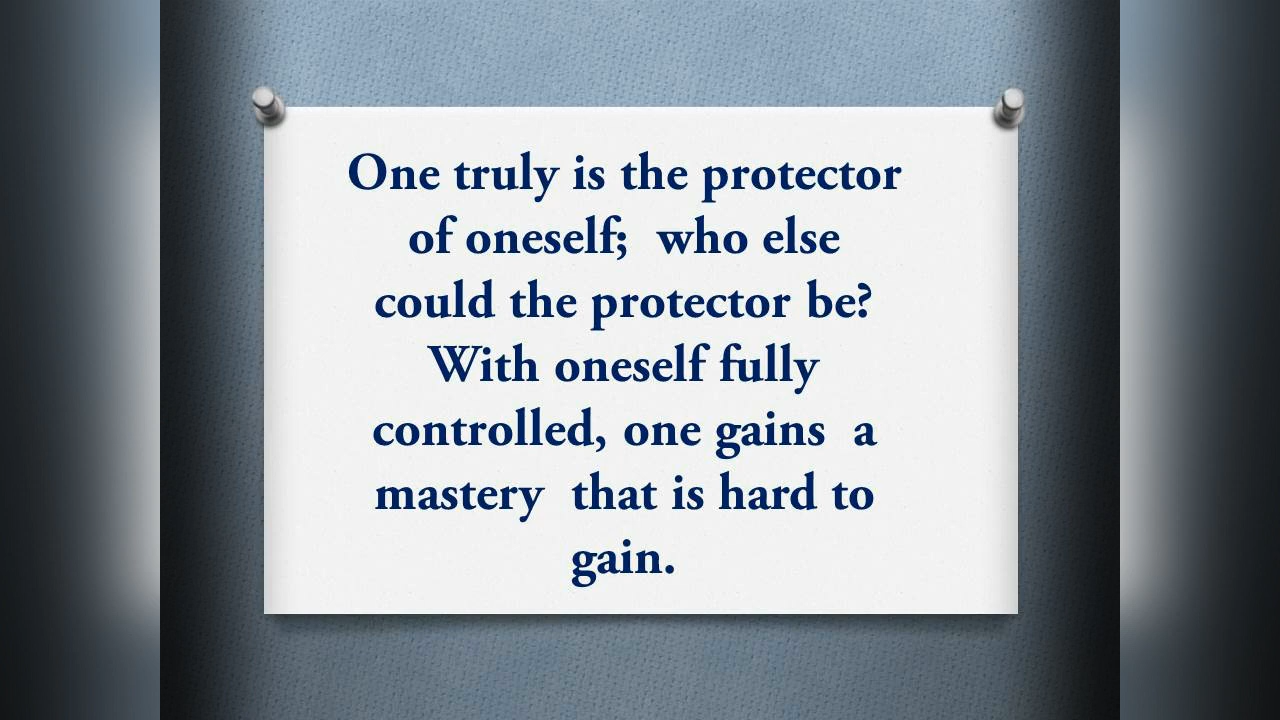 One truly is the protector
of oneself;  who else
could the protector be?
With oneself fully
controlled, one gains  a
mastery  that is hard to
gain.